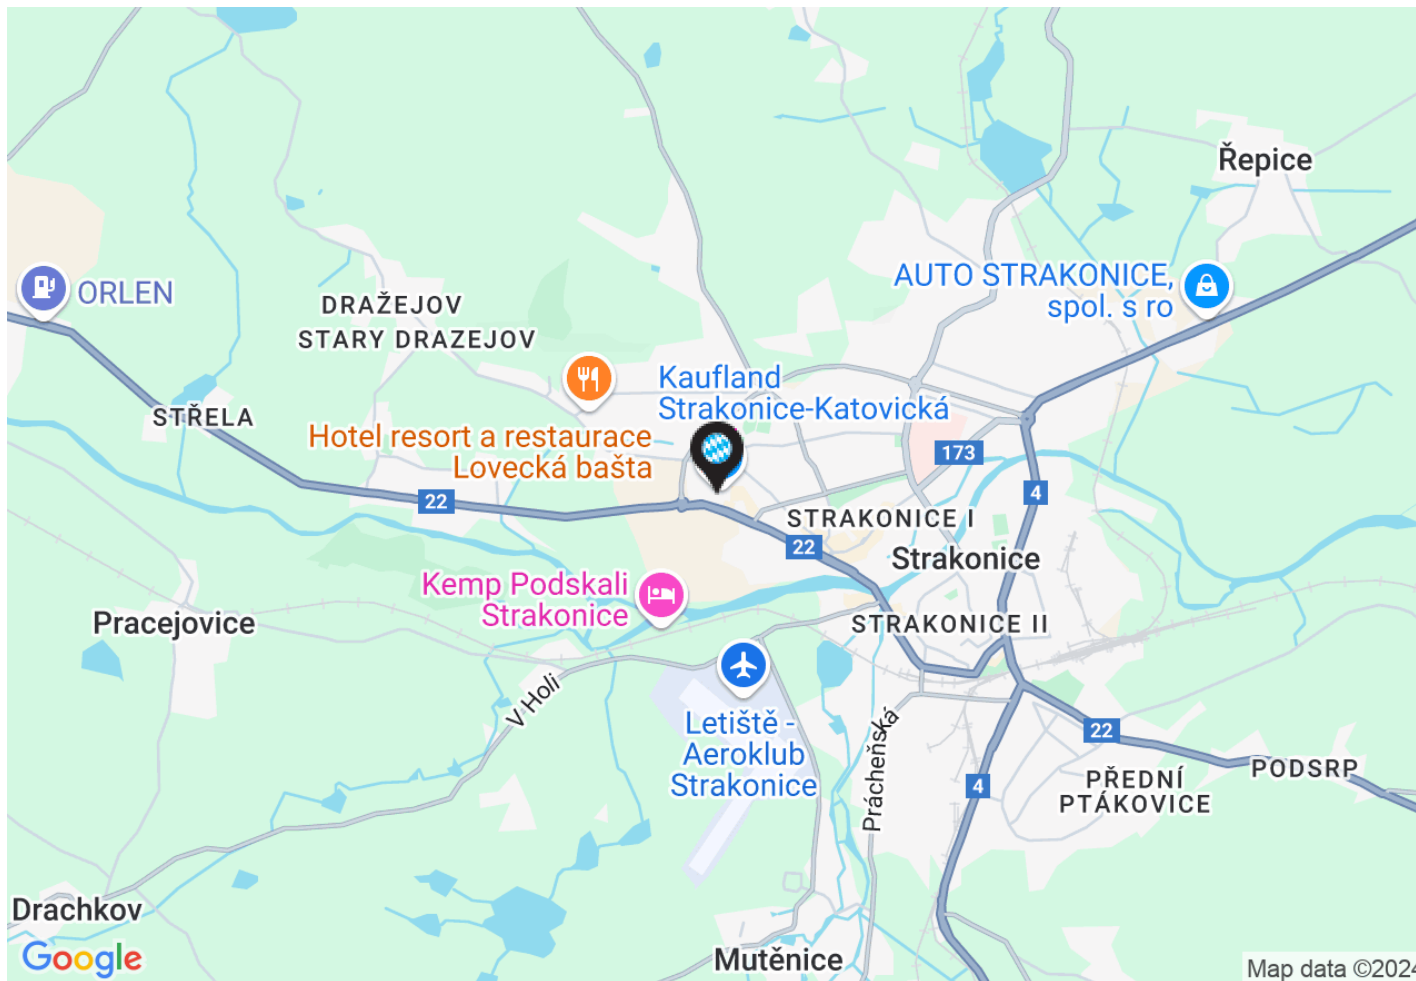 Řepice
AUTO STRAKONICE,
spol. s ro
ORLEN
DRAŽEJOV
STARY DRAZEJOV
Kaufland
Strakonice-Katovická
STŘELA
Hotel resort a restaurace
Lovecká bašta
173
22
4
STRAKONICE I
22
Strakonice
Kemp Podskali
Strakonice
Pracejovice
STRAKONICE II
V Holi
Letiště -
Aeroklub
Strakonice
Prácheňská
22
PODSRP
4
PŘEDNÍ
PTÁKOVICE
Drachkov
Google
Mutěnice
Map data ©2024